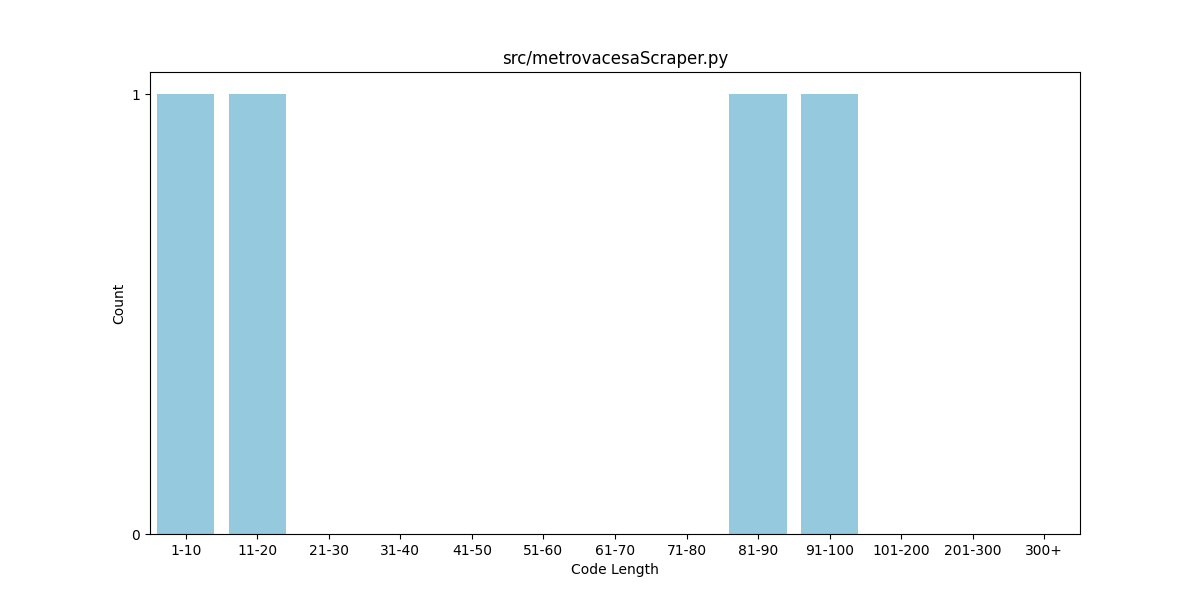 src/metrovacesaScraper.py
1
0
Count
1-10 11-20 21-30 31-40 41-50 51-60 61-70 71-80 81-90 91-100 101-200 201-300 300+
Code Length